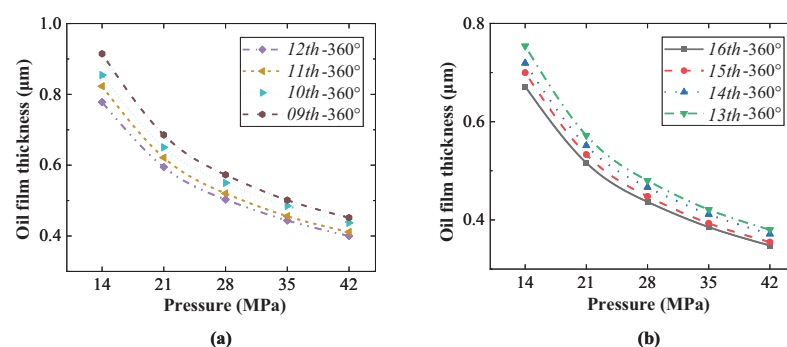 1.0
0.8
0.6
0.4
Oil film thickness (μm)
12th-360°
11th-360°
10th-360°
09th-360°
14 21 28 35 42
Pressure (MPa)
(a)
0.8
0.6
0.4
Oil film thickness (μm)
16th-360°
15th-360°
14th-360°
13th-360°
14 21 28 35 42
Pressure (MPa)
(b)